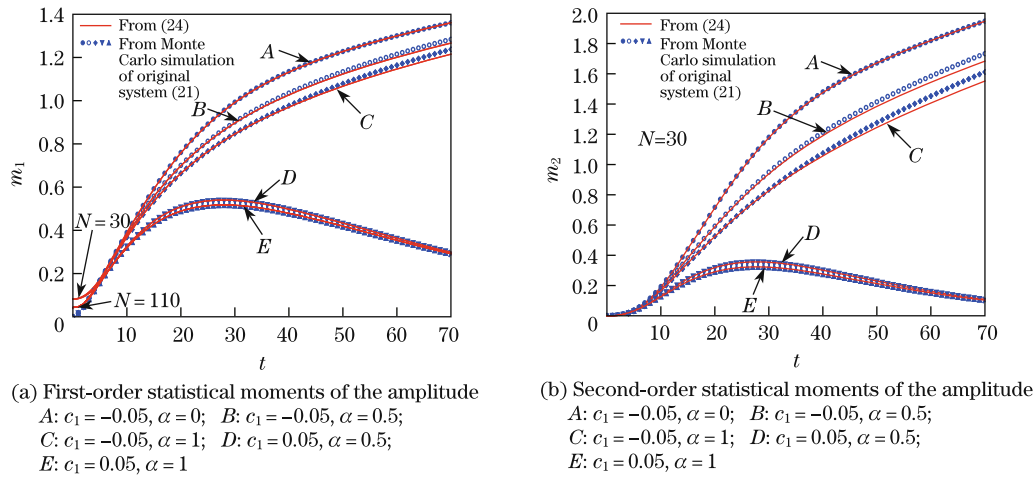 1.4
1.2
1.0
0.8
0.6
0.4
0.2
0
m₁
From (24)
From Monte
Carlo simulation
of original
system (21)
A
B
C
D
E
N=30
N=110
10 20 30 40 50 60 70
t
(a) First-order statistical moments of the amplitude
A: c₁=−0.05, α=0; B: c₁=−0.05, α=0.5;
C: c₁=−0.05, α=1; D: c₁=0.05, α=0.5;
E: c₁=0.05, α=1
2.0
1.8
1.6
1.4
1.2
1.0
0.8
0.6
0.4
0.2
0
m₂
From (24)
From Monte
Carlo simulation
of original
system (21)
A
B
N=30
C
D
E
10 20 30 40 50 60 70
t
(b) Second-order statistical moments of the amplitude
A: c₁=−0.05, α=0; B: c₁=−0.05, α=0.5;
C: c₁=−0.05, α=1; D: c₁=0.05, α=0.5;
E: c₁=0.05, α=1